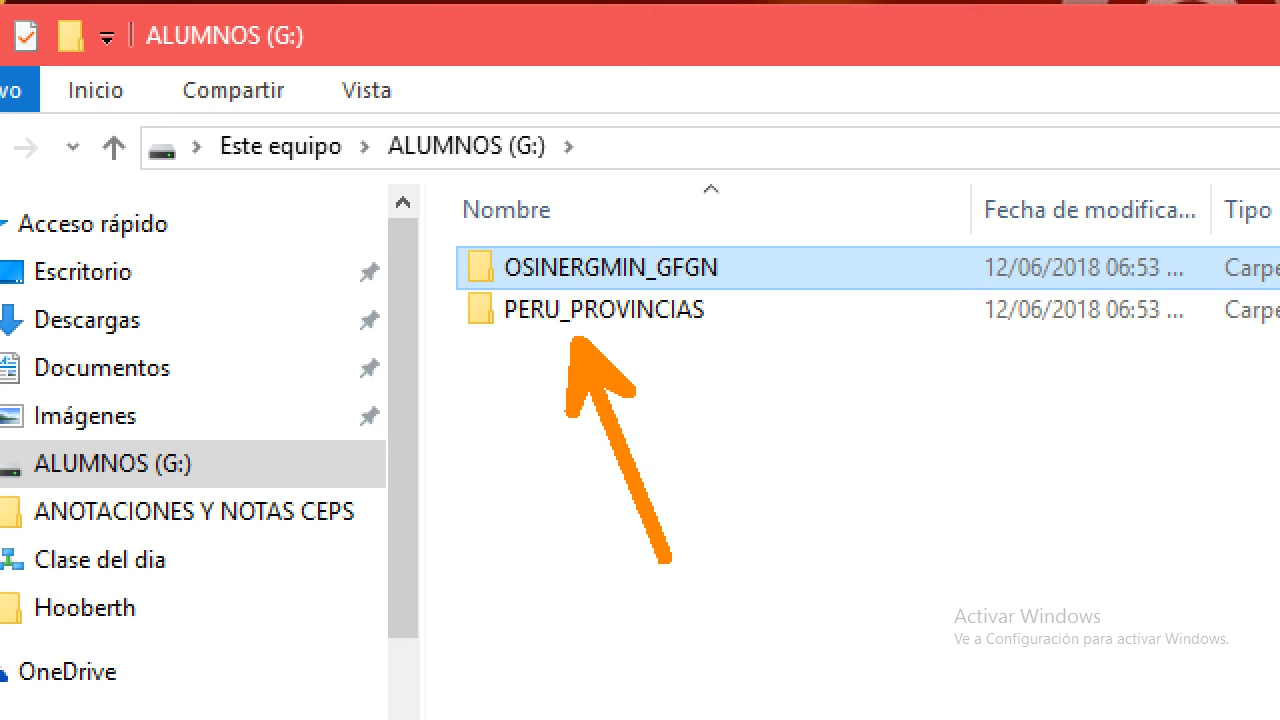 ALUMNOS (G:)
vo Inicio Compartir Vista
Este equipo ALUMNOS (G:)
Nombre Fecha de modifica... Tipo
Acceso rápido
Escritorio
Descargas
Documentos
Imágenes
ALUMNOS (G:)
ANOTACIONES Y NOTAS CEPS
Clase del dia
Hooberth
OneDrive
OSINERGMIN_GFGN 12/06/2018 06:53 ... Carpe
PERU_PROVINCIAS 12/06/2018 06:53 ... Carpe
Activar Windows
Ve a Configuración para activar Windows.